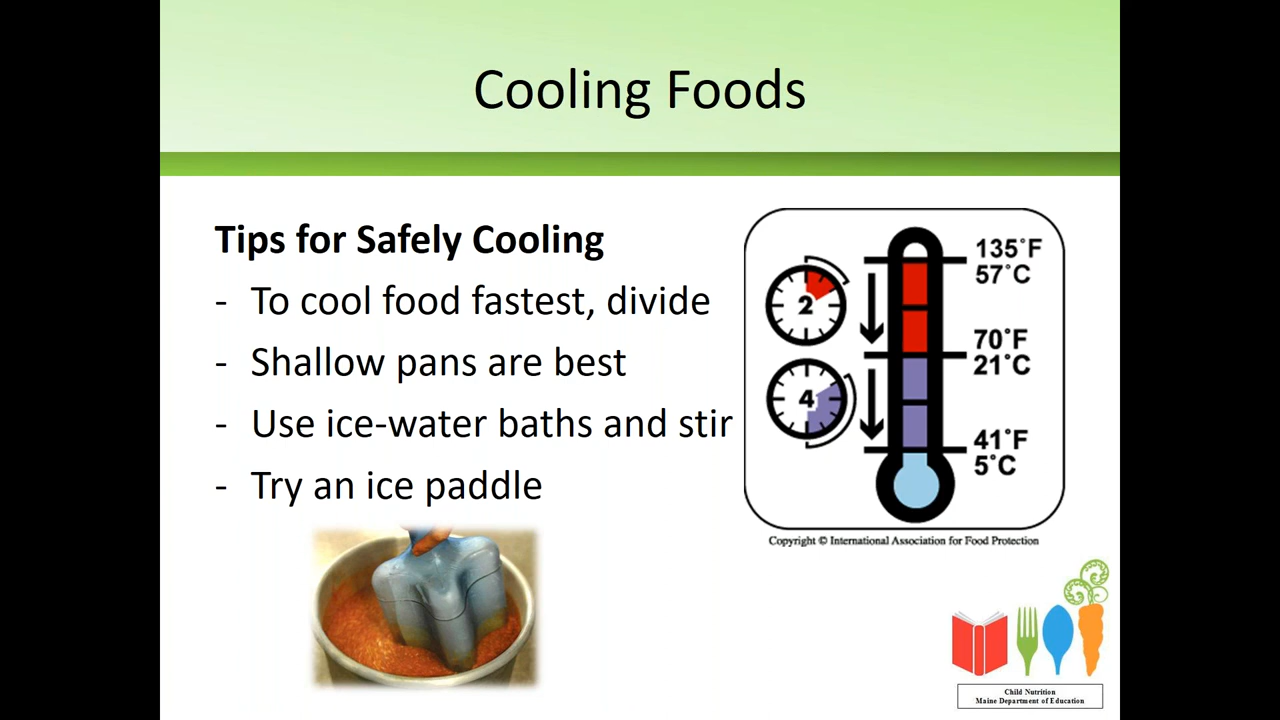 Cooling Foods
Tips for Safely Cooling
- To cool food fastest, divide
- Shallow pans are best
- Use ice-water baths and stir
- Try an ice paddle
2
4
135°F
57°C
70°F
21°C
41°F
5°C
Copyright © International Association for Food Protection
Child Nutrition
Maine Department of Education